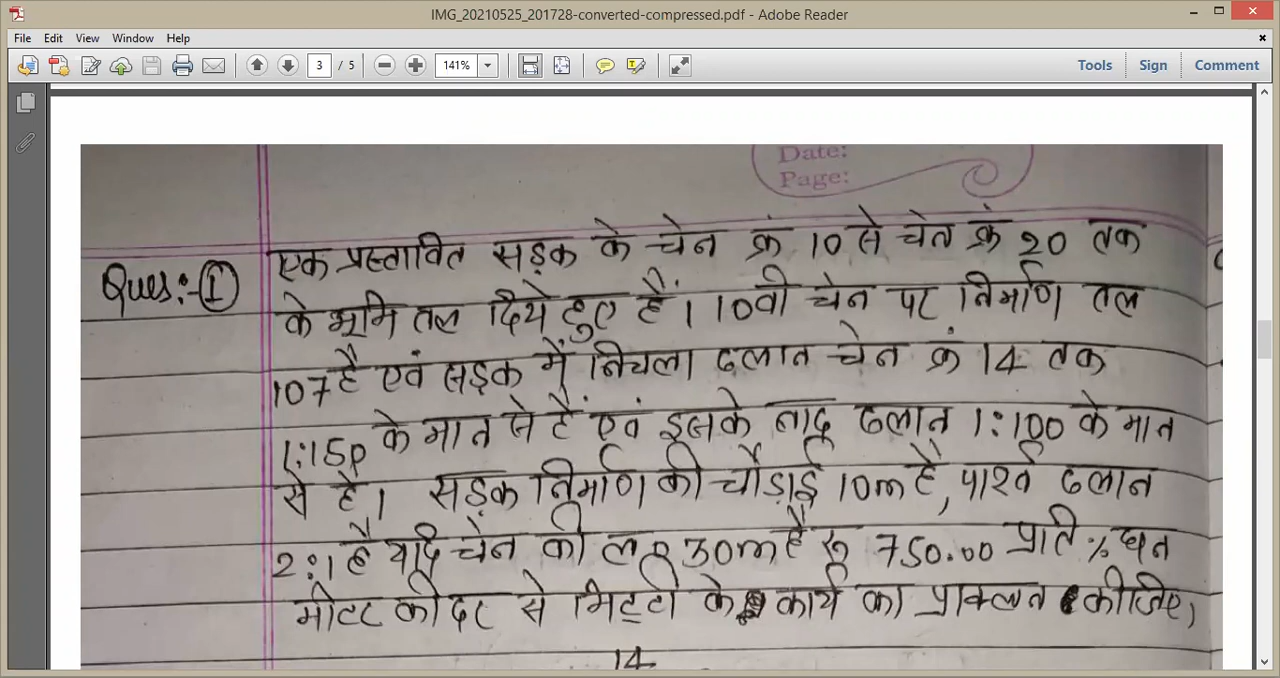 IMG_20210525_201728-converted-compressed.pdf - Adobe Reader
File Edit View Window Help
3 / 5 141% Tools Sign Comment
Date:
Page:
Ques:-① एक प्रस्तावित सड़क के चेन क्रं 10 से चेन क्रं 20 तक
के भूमि तल दिये हुए हैं। 10वी चेन पर निर्माण तल
107 है एवं सड़क में निचला ढलान चेन क्रं 14 तक
1:150 के मान से हैं एवं इसके बाद ढलान 1:100 के मान
से है। सड़क निर्माण की चौड़ाई 10m है, पार्श्व ढलान
2:1 है यदि चेन की ल० 30m है रू 750.00 प्रति % घन
मीटर की दर से मिट्टी के कार्य का प्राक्लन कीजिए,
14